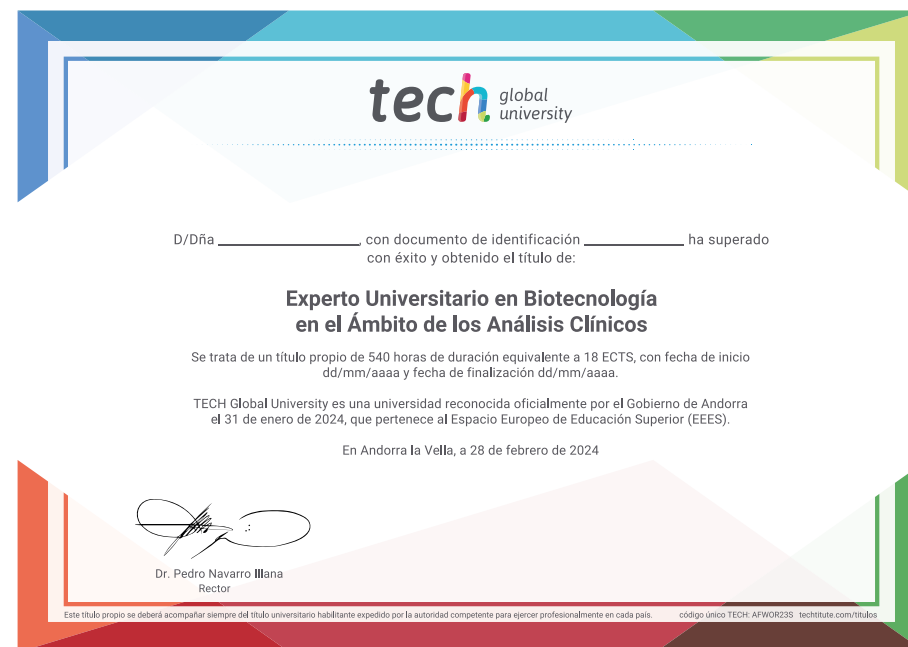 tech global university
D/Dña ____________________, con documento de identificación ______________ ha superado
con éxito y obtenido el título de:
Experto Universitario en Biotecnología
en el Ámbito de los Análisis Clínicos
Se trata de un título propio de 540 horas de duración equivalente a 18 ECTS, con fecha de inicio
dd/mm/aaaa y fecha de finalización dd/mm/aaaa.
TECH Global University es una universidad reconocida oficialmente por el Gobierno de Andorra
el 31 de enero de 2024, que pertenece al Espacio Europeo de Educación Superior (EEES).
En Andorra la Vella, a 28 de febrero de 2024
Dr. Pedro Navarro Illana
Rector
Este título propio se deberá acompañar siempre del título universitario habilitante expedido por la autoridad competente para ejercer profesionalmente en cada país. código único TECH: AFWOR23S techtitute.com/títulos